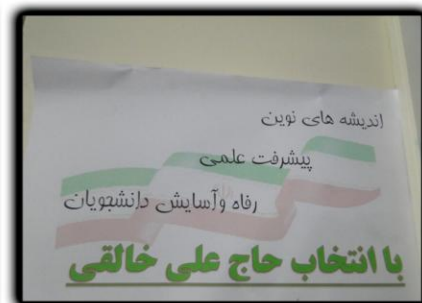 اندیشه های نوین
پیشرفت علمی
رفاه وآسایش دانشجویان
با انتخاب حاج علی خالقی